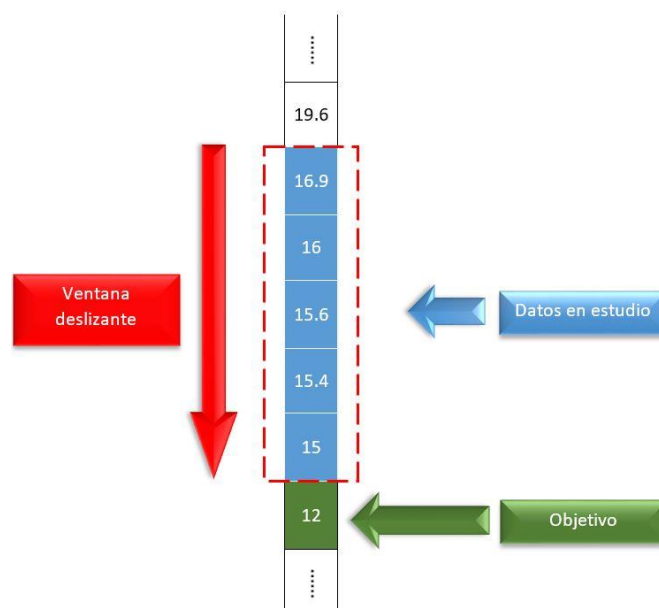 ......
19.6
16.9
16
Ventana
deslizante
15.6
Datos en estudio
15.4
15
12
Objetivo
......